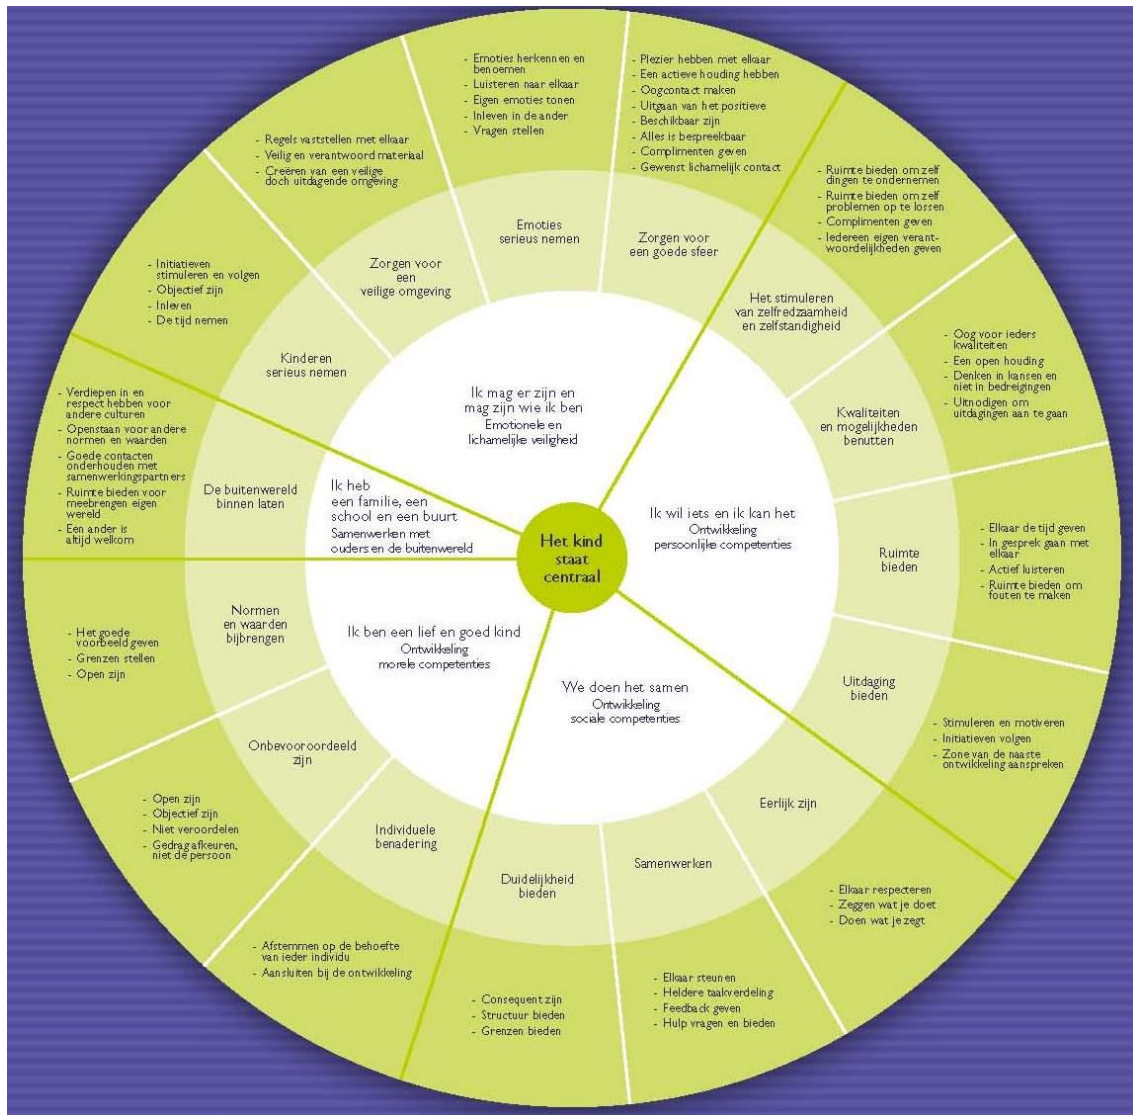 - Emoties herkennen en
benoemen
- Luisteren naar elkaar
- Eigen emoties tonen
- Inleven in de ander
- Vragen stellen
- Plezier hebben met elkaar
- Een actieve houding hebben
- Oogcontact maken
- Uitgaan van het positieve
- Beschikbaar zijn
- Alles is bespreekbaar
- Complimenten geven
- Gewenst lichamelijk contact
- Regels vaststellen met elkaar
- Veilig en verantwoord materiaal
- Creëren van een veilige
doch uitdagende omgeving
- Ruimte bieden om zelf
dingen te ondernemen
- Ruimte bieden om zelf
problemen op te lossen
- Complimenten geven
- Iedereen eigen verant-
woordelijkheden geven
Emoties
serieus nemen
Zorgen voor
een goede sfeer
Zorgen voor
een
veilige omgeving
- Initiatieven
stimuleren en volgen
- Objectief zijn
- Inleven
- De tijd nemen
Het stimuleren
van zelfredzaamheid
en zelfstandigheid
- Oog voor ieders
kwaliteiten
- Een open houding
- Denken in kansen en
niet in bedreigingen
- Uitnodigen om
uitdagingen aan te gaan
Kinderen
serieus nemen
Kwaliteiten
en mogelijkheden
benutten
Ik mag er zijn en
mag zijn wie ik ben
Emotionele en
lichamelijke veiligheid
- Verdiepen in en
respect hebben voor
andere culturen
- Openstaan voor andere
normen en waarden
- Goede contacten
onderhouden met
samenwerkingspartners
- Ruimte bieden voor
meebrengen eigen
wereld
- Een ander is
altijd welkom
De buitenwereld
binnen laten
Ik heb
een familie, een
school en een buurt
Samenwerken met
ouders en de buitenwereld
Het kind
staat
centraal
Ik wil iets en ik kan het
Ontwikkeling
persoonlijke competenties
Ruimte
bieden
- Elkaar de tijd geven
- In gesprek gaan met
elkaar
- Actief luisteren
- Ruimte bieden om
fouten te maken
- Het goede
voorbeeld geven
- Grenzen stellen
- Open zijn
Normen
en waarden
bijbrengen
Ik ben een lief en goed kind
Ontwikkeling
morele competenties
We doen het samen
Ontwikkeling
sociale competenties
Uitdaging
bieden
- Stimuleren en motiveren
- Initiatieven volgen
- Zone van de naaste
ontwikkeling aanspreken
Onbevooroordeeld
zijn
- Open zijn
- Objectief zijn
- Niet veroordelen
- Gedrag afkeuren,
niet de persoon
Individuele
benadering
Duidelijkheid
bieden
Samenwerken
Eerlijk zijn
- Elkaar respecteren
- Zeggen wat je doet
- Doen wat je zegt
- Afstemmen op de behoefte
van ieder individu
- Aansluiten bij de ontwikkeling
- Consequent zijn
- Structuur bieden
- Grenzen bieden
- Elkaar steunen
- Heldere taakverdeling
- Feedback geven
- Hulp vragen en bieden